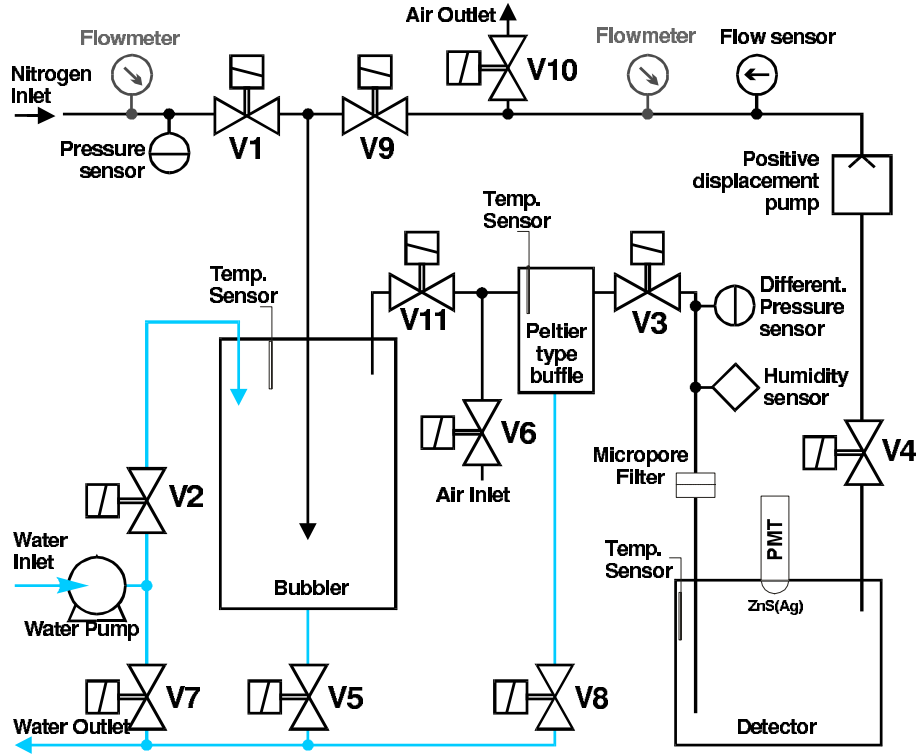 Air Outlet
Flowmeter
Flowmeter
Flow sensor
Nitrogen
Inlet
V10
V1
V9
Pressure
sensor
Positive
displacement
pump
Temp.
Sensor
Temp.
Sensor
V11
V3
Different.
Pressure
sensor
Peltier
type
buffle
Humidity
sensor
V6
V4
Micropore
Filter
Air Inlet
V2
PMT
Water
Inlet
Temp.
Sensor
Bubbler
ZnS(Ag)
Water Pump
V7
V5
V8
Water Outlet
Detector